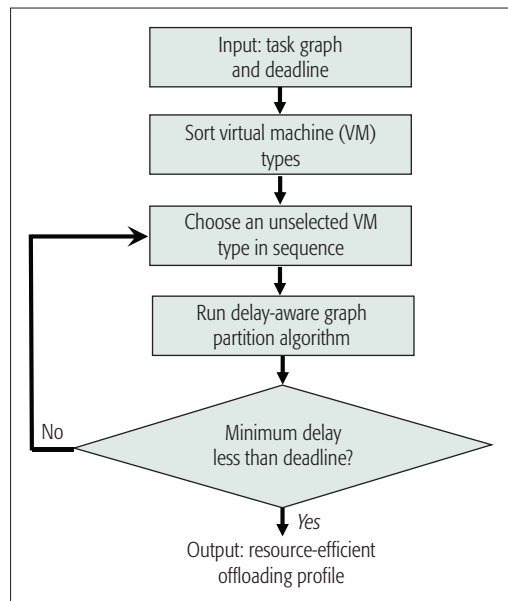 Input: task graph
and deadline
Sort virtual machine (VM)
types
Choose an unselected VM
type in sequence
Run delay-aware graph
partition algorithm
No
Minimum delay
less than deadline?
Yes
Output: resource-efficient
offloading profile